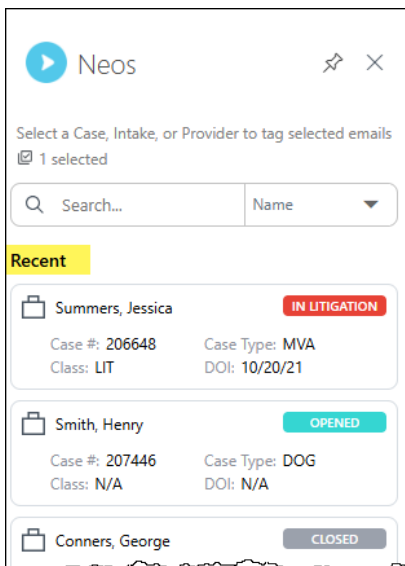 Neos
Select a Case, Intake, or Provider to tag selected emails
1 selected
Search... Name
Recent
Summers, Jessica IN LITIGATION
Case #: 206648 Case Type: MVA
Class: LIT DOI: 10/20/21
Smith, Henry OPENED
Case #: 207446 Case Type: DOG
Class: N/A DOI: N/A
Conners, George CLOSED